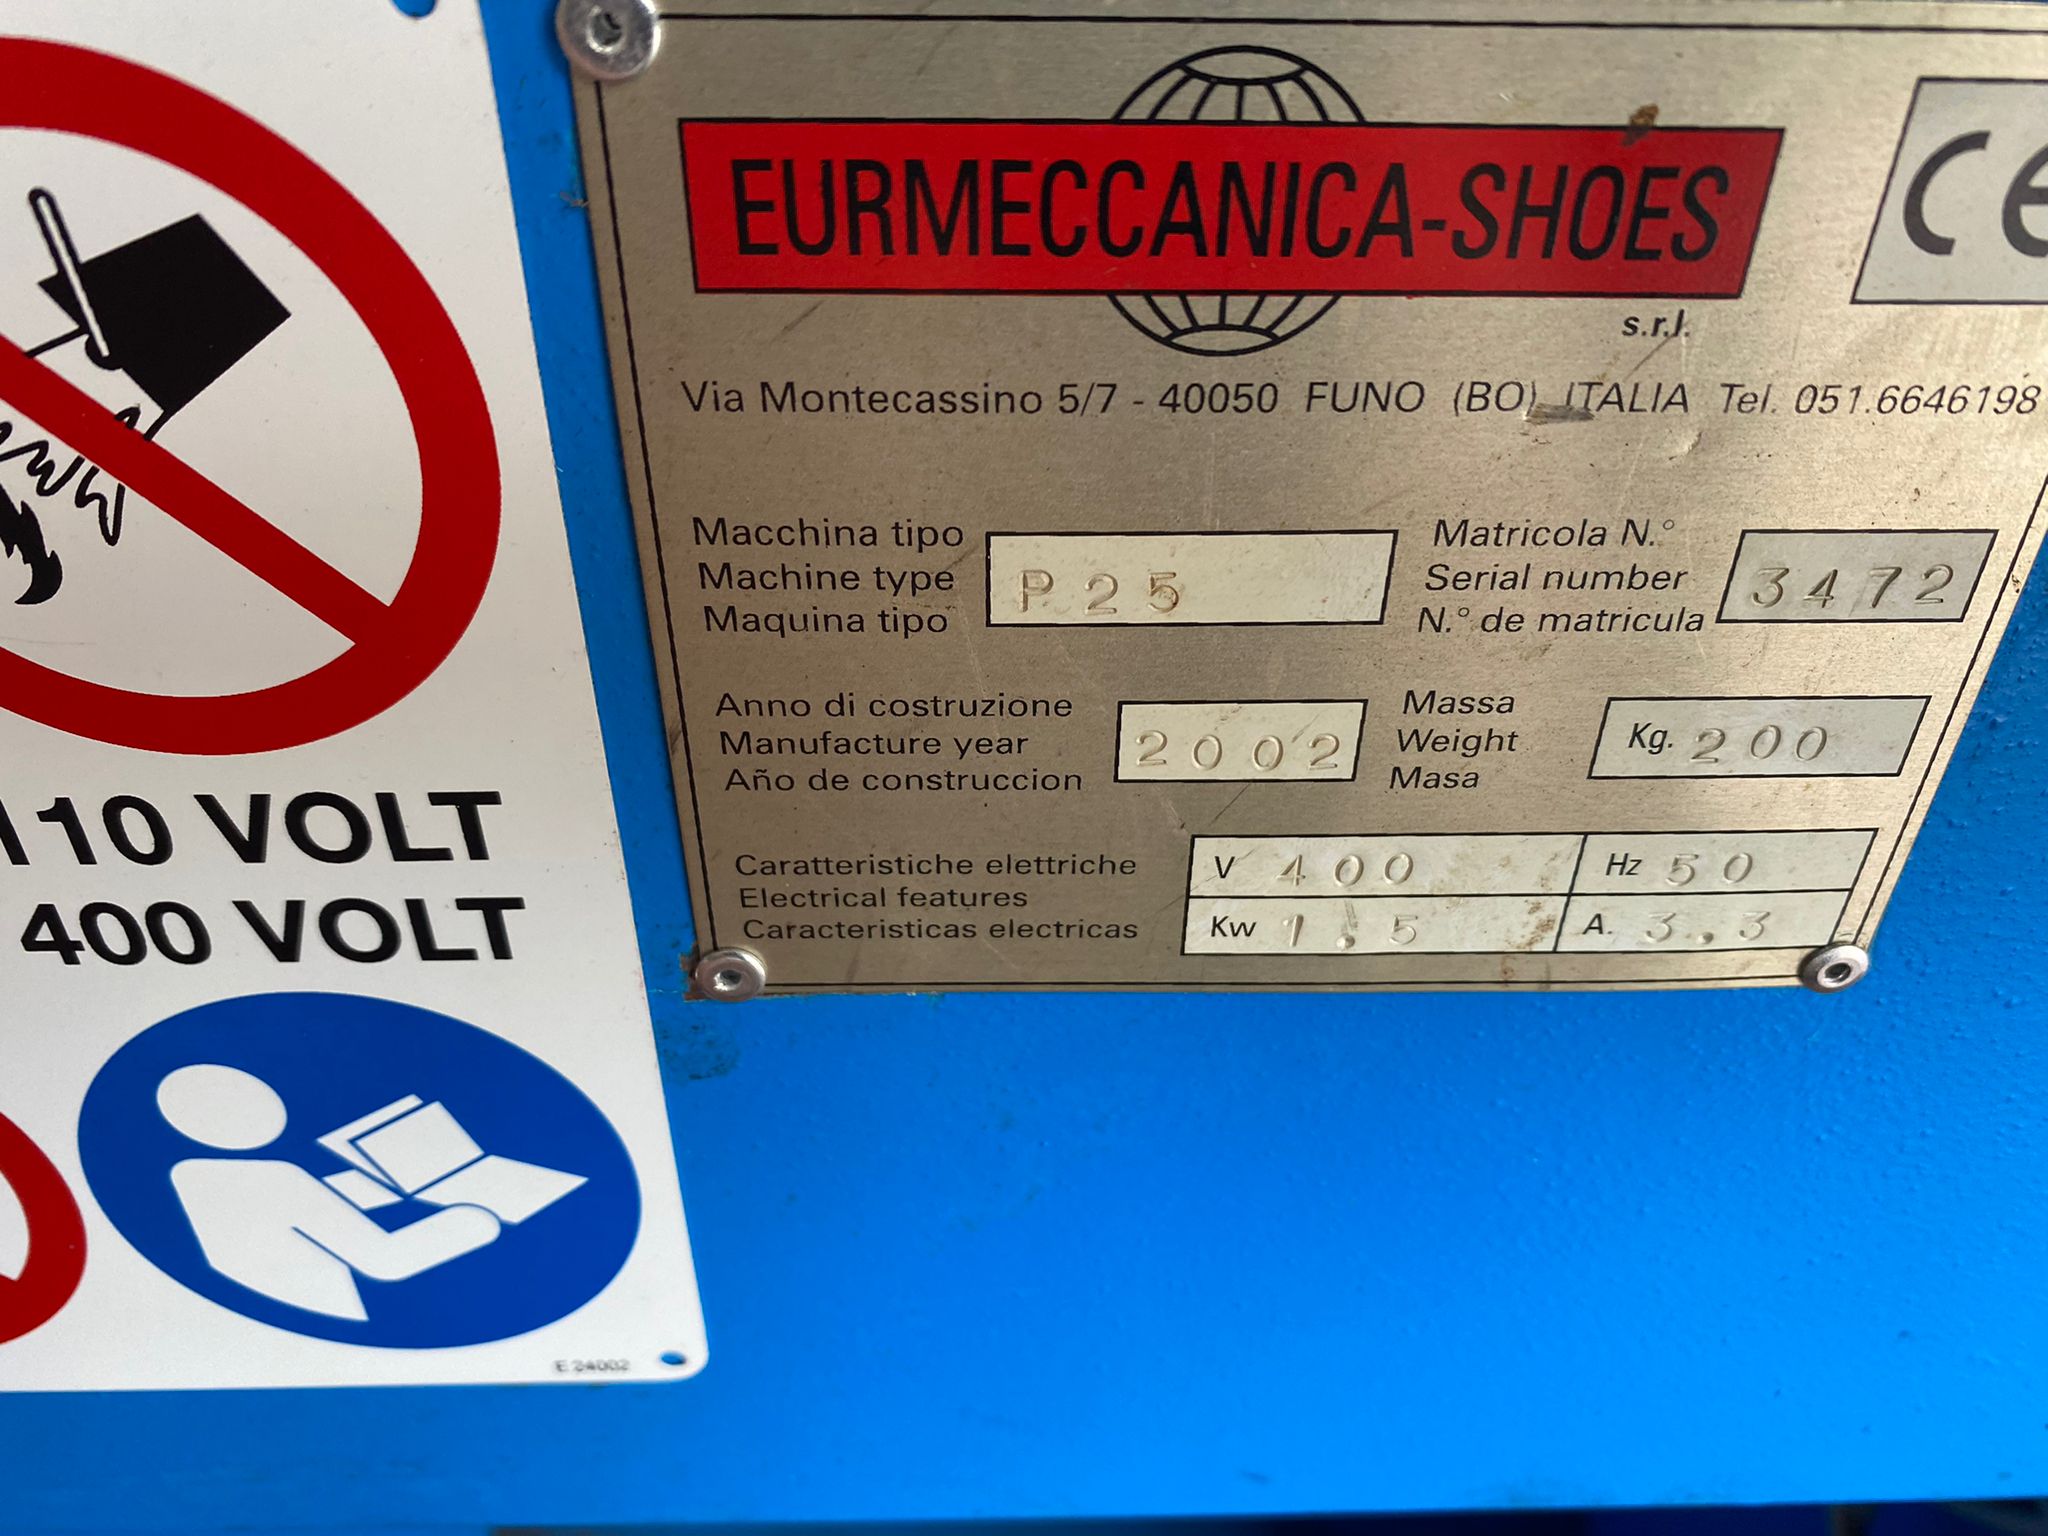 110 VOLT
400 VOLT
E 24002
EURMECCANICA-SHOES
s.r.l.
CE
Via Montecassino 5/7 - 40050 FUNO (BO) ITALIA Tel. 051.6646198
Macchina tipo
Machine type
Maquina tipo
P 25
Matricola N.°
Serial number
N.° de matricula
3472
Anno di costruzione
Manufacture year
Año de construccion
2002
Massa
Weight
Masa
Kg. 200
Caratteristiche elettriche
Electrical features
Caracteristicas electricas
V 400
Hz 50
Kw 1.5
A. 3.3